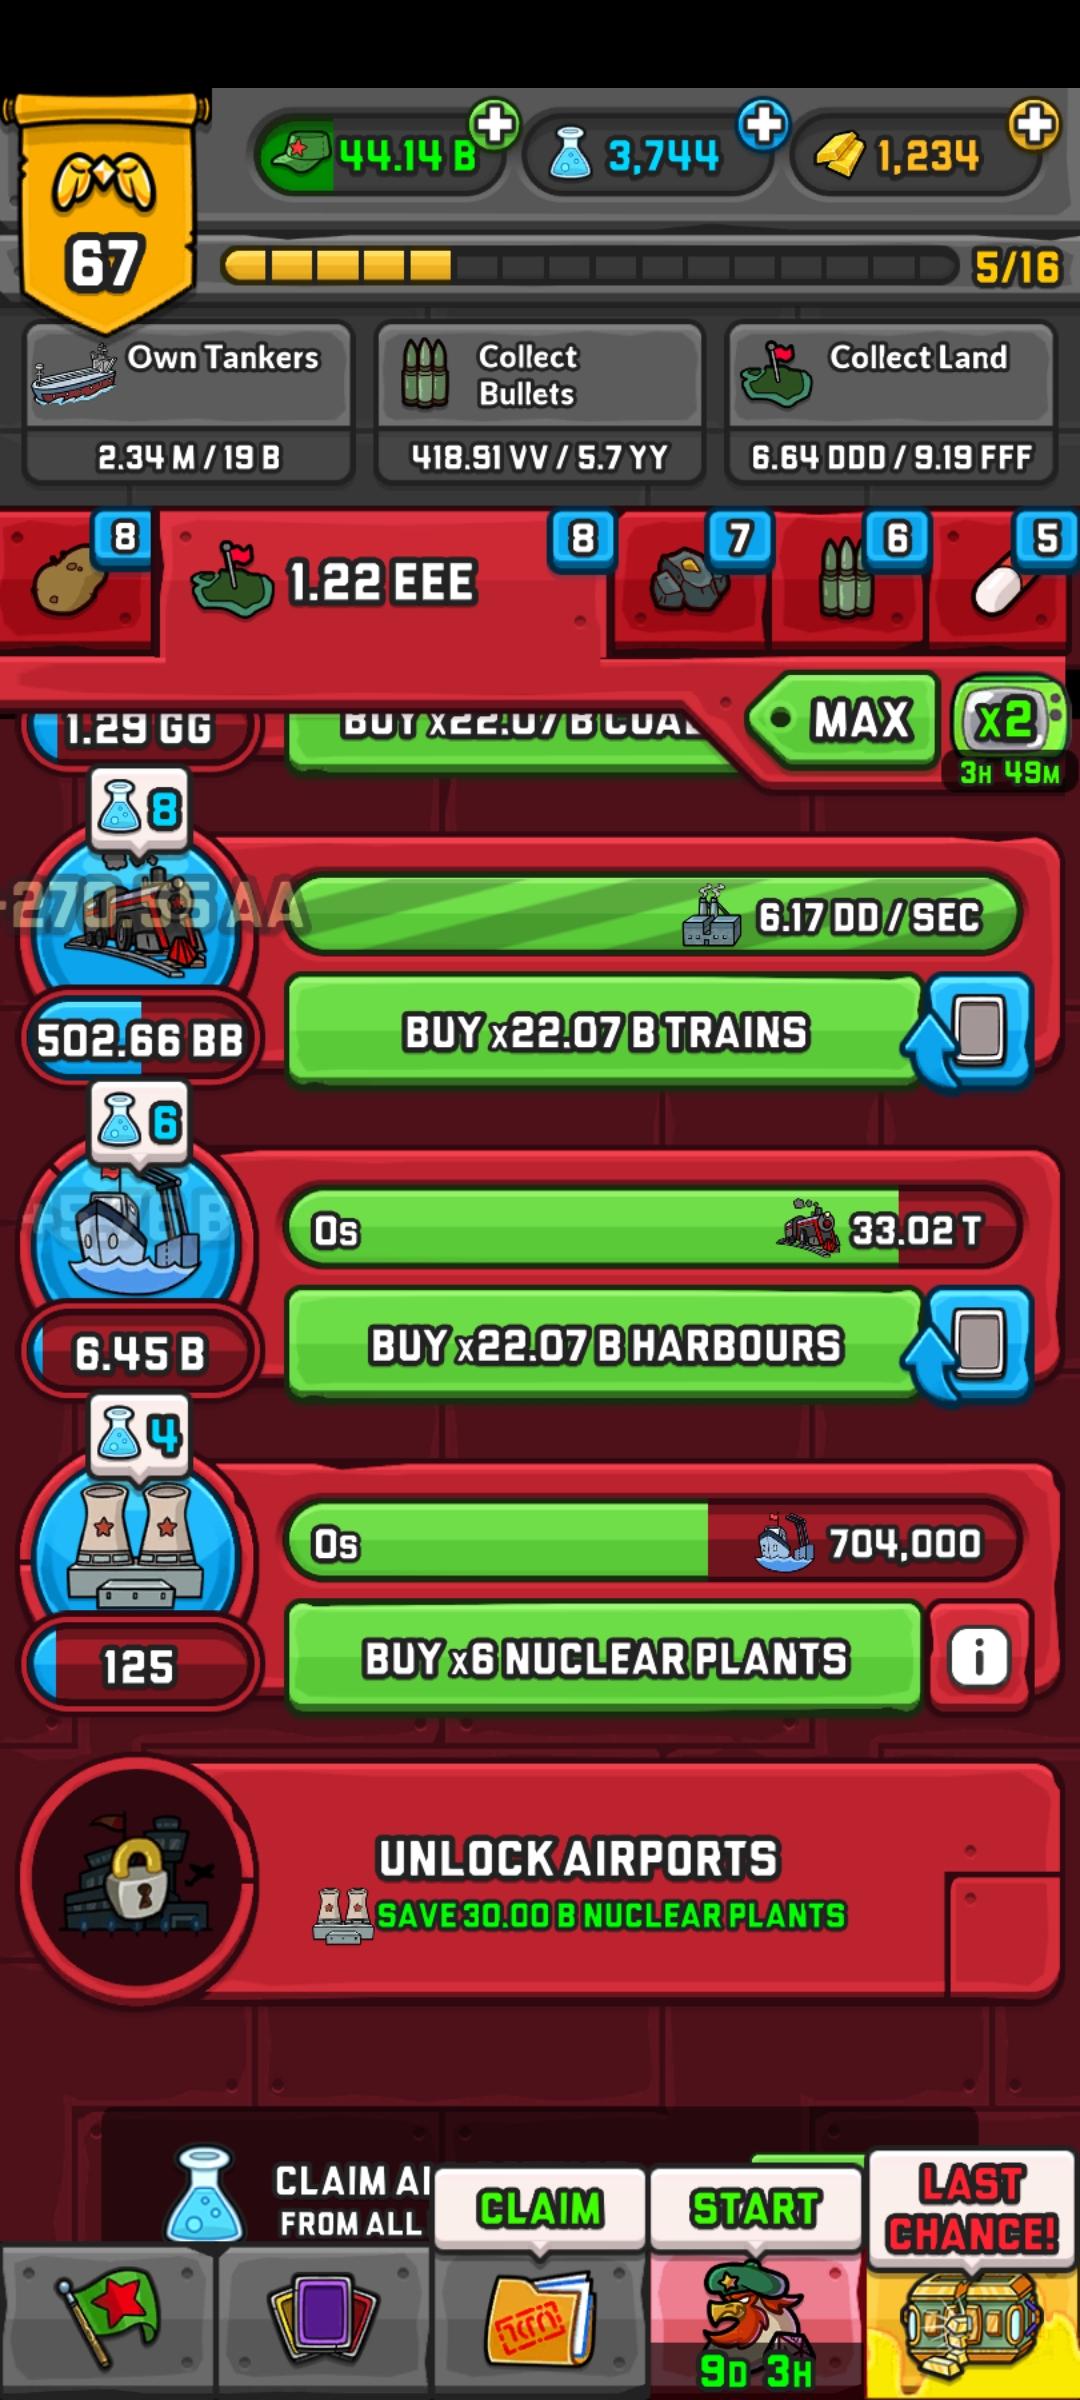 44.14 B
3,744
1,234
67
5/16
Own Tankers
2.34 M / 19 B
Collect
Bullets
418.91 VV / 5.7 YY
Collect Land
6.64 DDD / 9.19 FFF
8
1.22 EEE
8
7
6
5
MAX
x2
3H 49M
1.29 GG
BUY x22.07 B COAL
8
-270.55 AA
6.17 DD / SEC
502.66 BB
BUY x22.07 B TRAINS
6
0s
33.02 T
6.45 B
BUY x22.07 B HARBOURS
4
0s
704,000
125
BUY x6 NUCLEAR PLANTS
i
UNLOCK AIRPORTS
SAVE 30.00 B NUCLEAR PLANTS
CLAIM
FROM ALL
CLAIM
START
LAST
CHANCE!
9D 3H